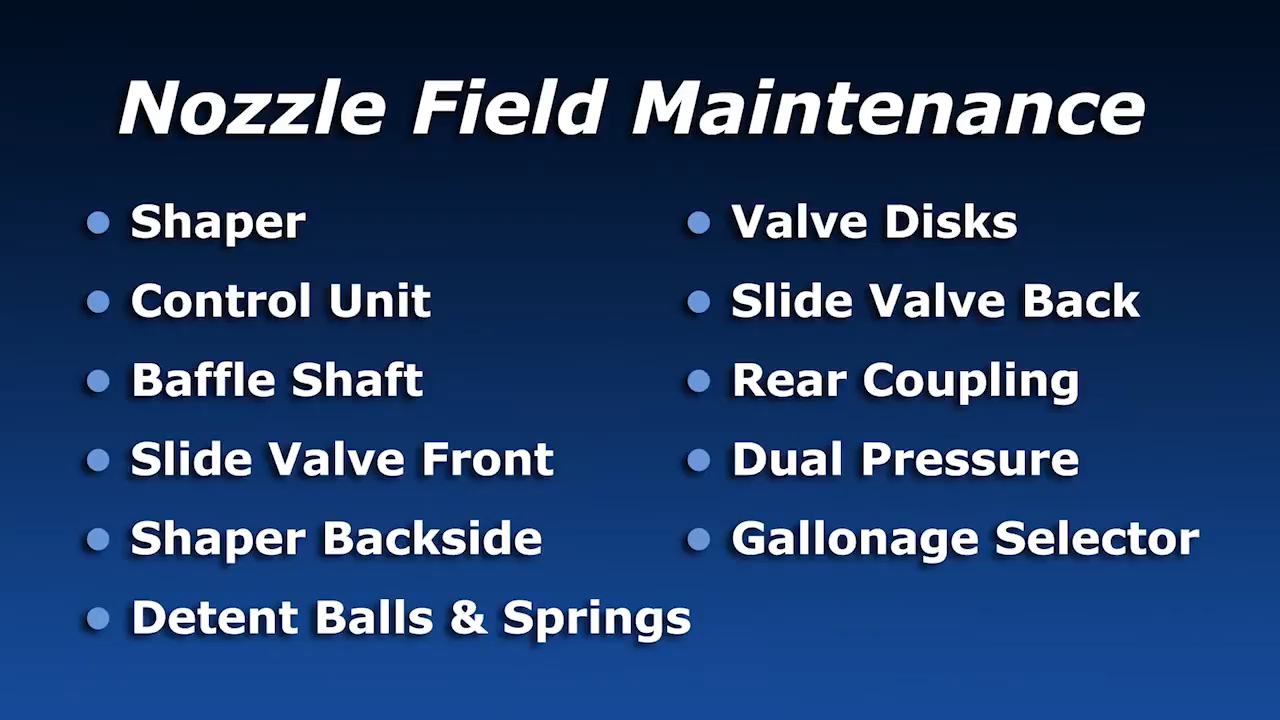 Nozzle Field Maintenance
Shaper
Control Unit
Baffle Shaft
Slide Valve Front
Shaper Backside
Detent Balls & Springs
Valve Disks
Slide Valve Back
Rear Coupling
Dual Pressure
Gallonage Selector